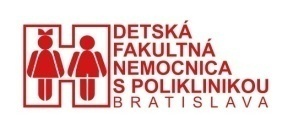 DETSKÁ
FAKULTNÁ
NEMOCNICA
S POLIKLINIKOU
BRATISLAVA